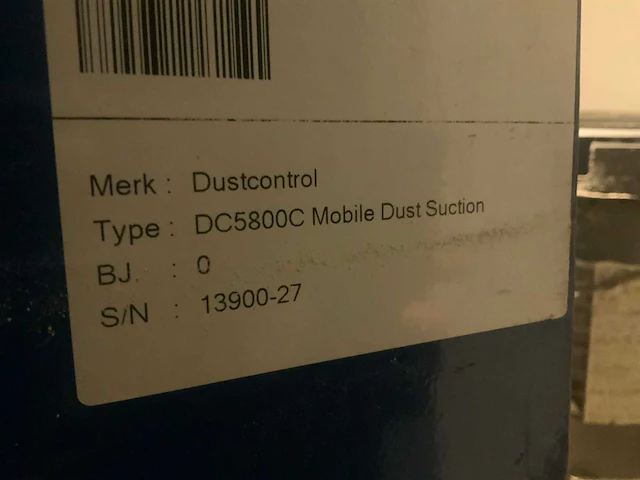 Merk : Dustcontrol
Type : DC5800C Mobile Dust Suction
BJ. : 0
S/N : 13900-27